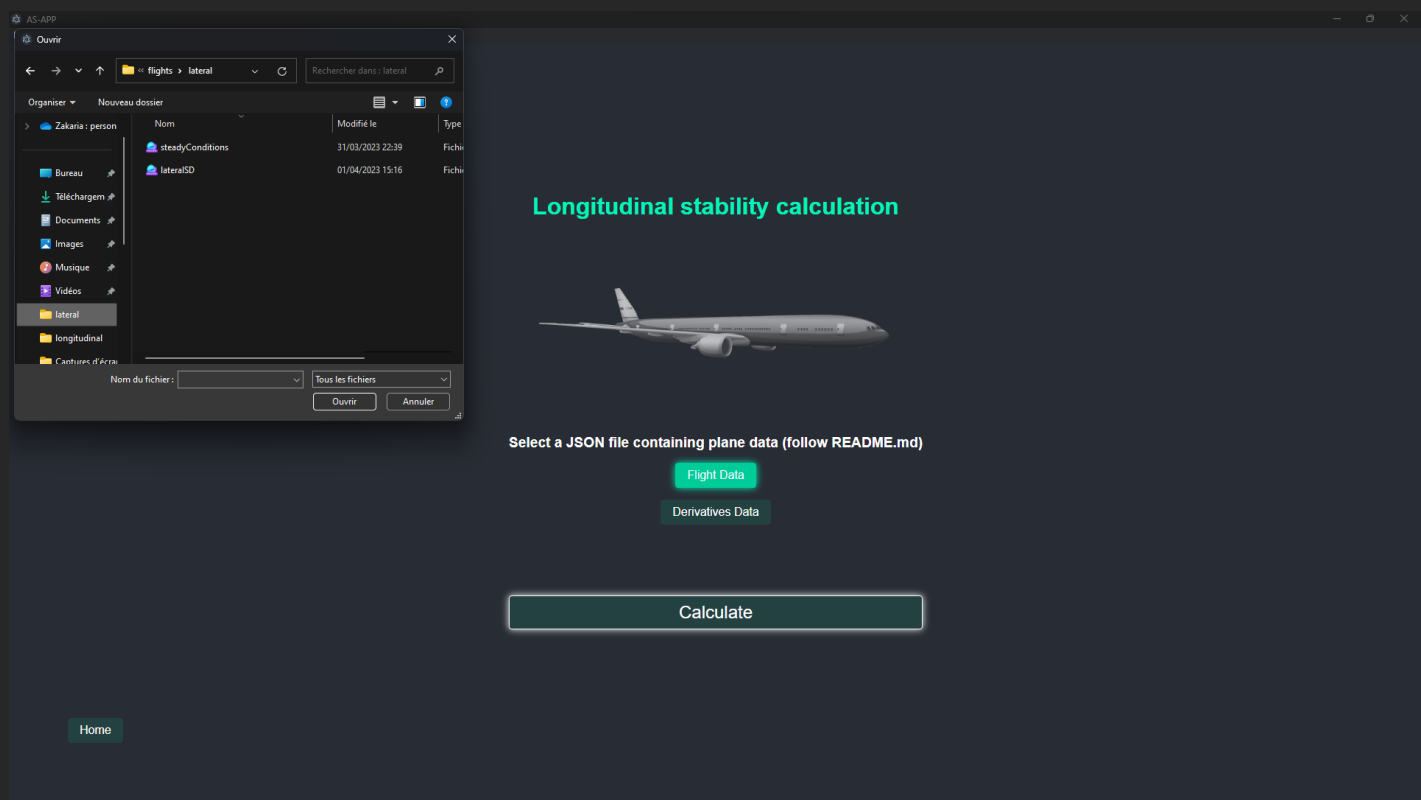 AS-APP
Ouvrir
« flights › lateral
Rechercher dans : lateral
Organiser
Nouveau dossier
Zakaria : person
Bureau
Téléchargem
Documents
Images
Musique
Vidéos
lateral
longitudinal
Captures d'écra
Nom Modifié le Type
steadyConditions 31/03/2023 22:39 Fichi
lateralSD 01/04/2023 15:16 Fichi
Nom du fichier :
Tous les fichiers
Ouvrir Annuler
Longitudinal stability calculation
Select a JSON file containing plane data (follow README.md)
Flight Data
Derivatives Data
Calculate
Home